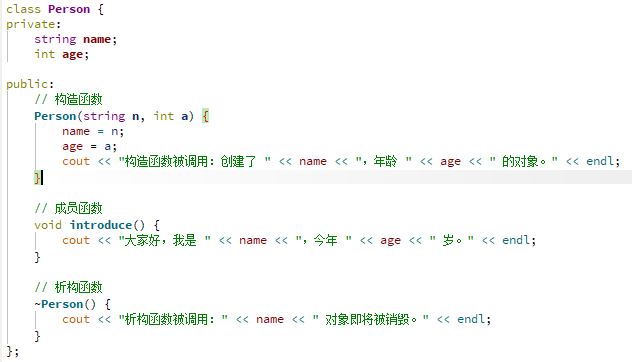 class Person {
private:
    string name;
    int age;

public:
    // 构造函数
    Person(string n, int a) {
        name = n;
        age = a;
        cout << "构造函数被调用：创建了 " << name << "，年龄 " << age << " 的对象。" << endl;
    }

    // 成员函数
    void introduce() {
        cout << "大家好，我是 " << name << "，今年 " << age << " 岁。" << endl;
    }

    // 析构函数
    ~Person() {
        cout << "析构函数被调用：" << name << " 对象即将被销毁。" << endl;
    }
};